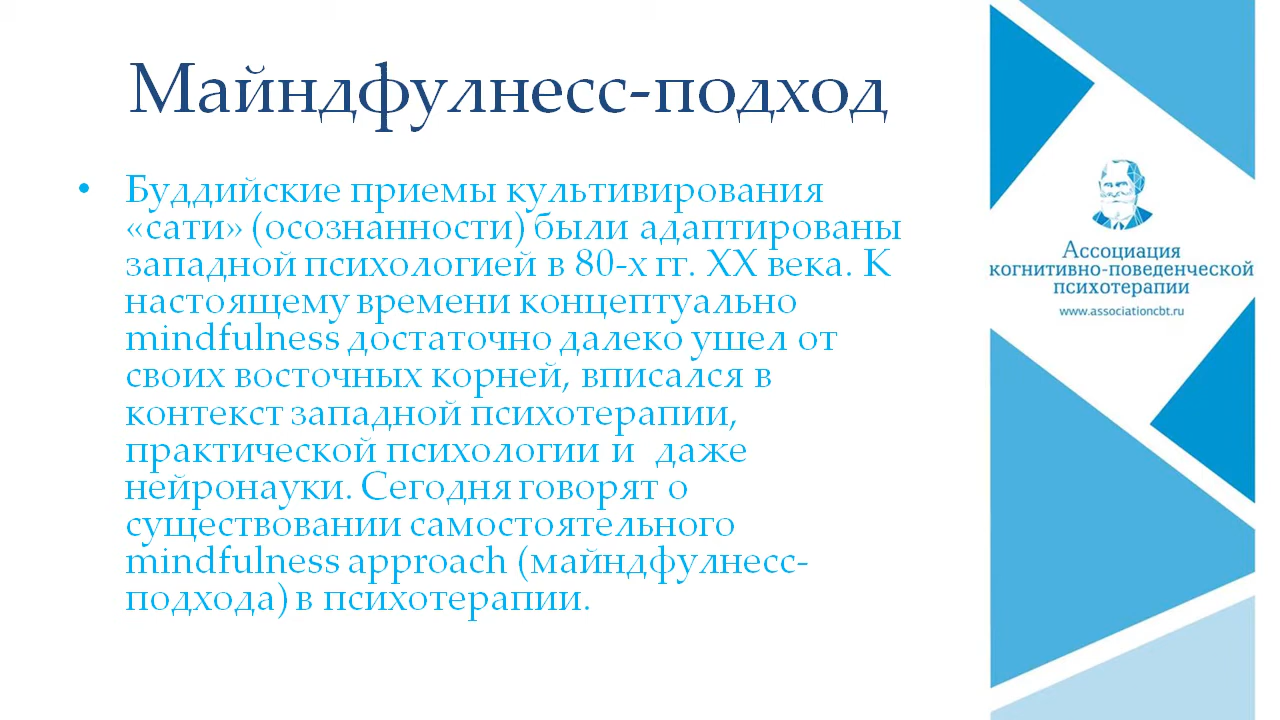 Майндфулнесс-подход
• Буддийские приемы культивирования
«сати» (осознанности) были адаптированы
западной психологией в 80-х гг. XX века. К
настоящему времени концептуально
mindfulness достаточно далеко ушел от
своих восточных корней, вписался в
контекст западной психотерапии,
практической психологии и даже
нейронауки. Сегодня говорят о
существовании самостоятельного
mindfulness approach (майндфулнесс-
подхода) в психотерапии.
Ассоциация
когнитивно-поведенческой
психотерапии
www.associationcbt.ru